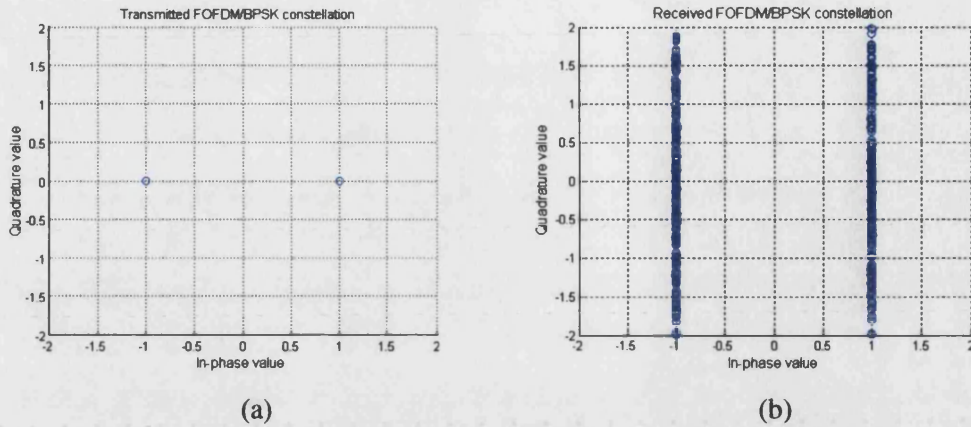 Transmitted FOFDM/BPSK constellation
2
1.5
1
0.5
0
-0.5
-1
-1.5
-2
Quadrature value
-2 -1.5 -1 -0.5 0 0.5 1 1.5 2
In-phase value
(a)
Received FOFDM/BPSK constellation
2
1.5
1
0.5
0
-0.5
-1
-1.5
-2
Quadrature value
-2 -1.5 -1 -0.5 0 0.5 1 1.5 2
In-phase value
(b)